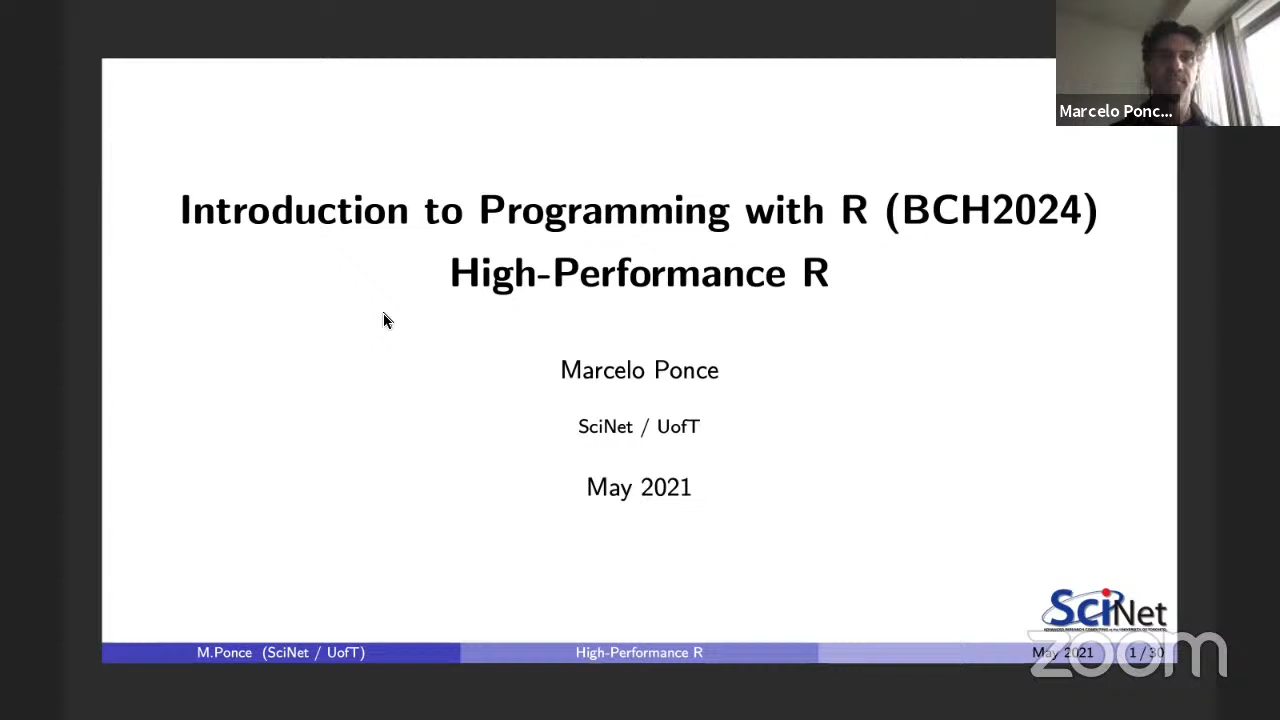 Marcelo Ponc...
Introduction to Programming with R (BCH2024)
High-Performance R
Marcelo Ponce
SciNet / UofT
May 2021
SciNet
M.Ponce (SciNet / UofT)
High-Performance R
May 2021
1 / 30
zoom